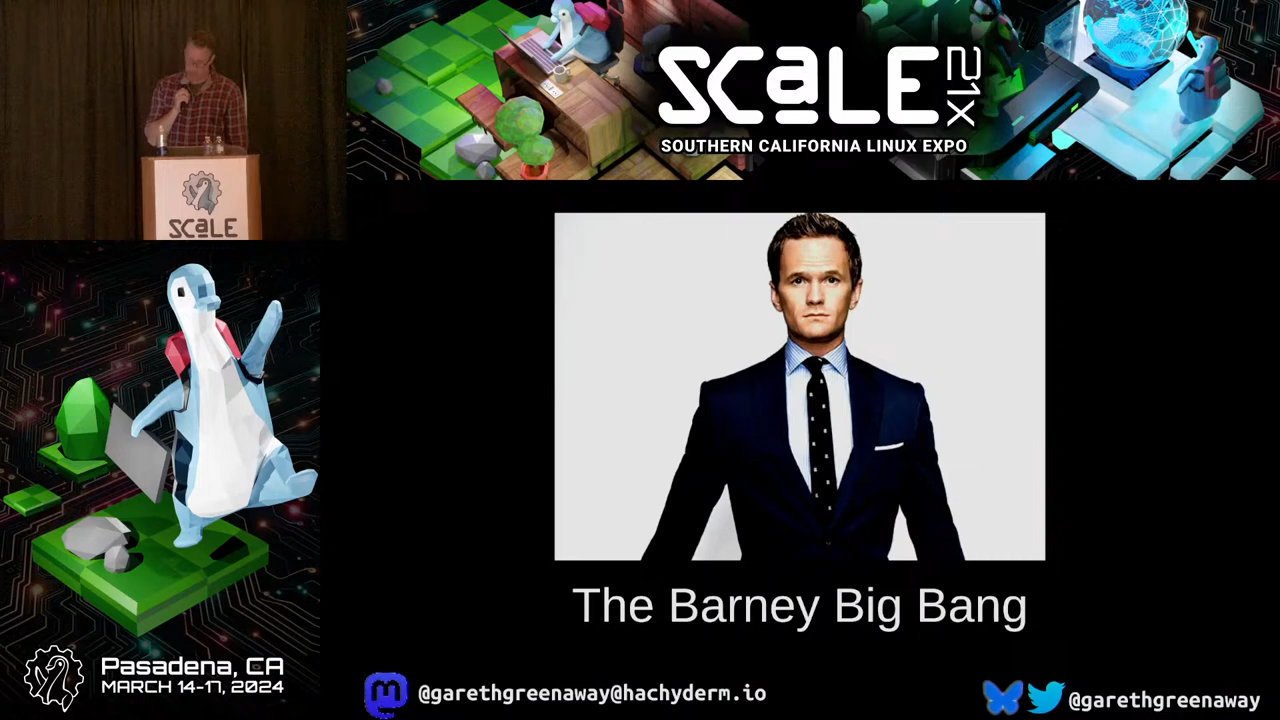 SCaLE 21X
SOUTHERN CALIFORNIA LINUX EXPO
SCaLE
The Barney Big Bang
Pasadena, CA
MARCH 14-17, 2024
@garethgreenaway@hachyderm.io
@garethgreenaway